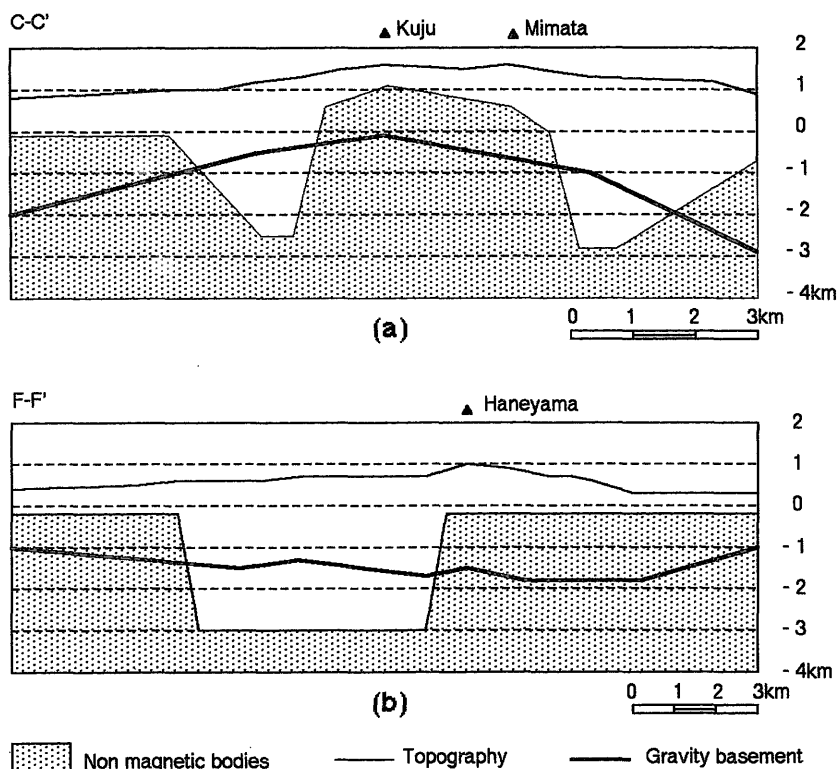 C-C'
▲ Kuju ▲ Mimata
2
1
0
- 1
- 2
- 3
- 4km
0 1 2 3km
(a)
F-F'
▲ Haneyama
2
1
0
- 1
- 2
- 3
- 4km
0 1 2 3km
(b)
Non magnetic bodies Topography Gravity basement